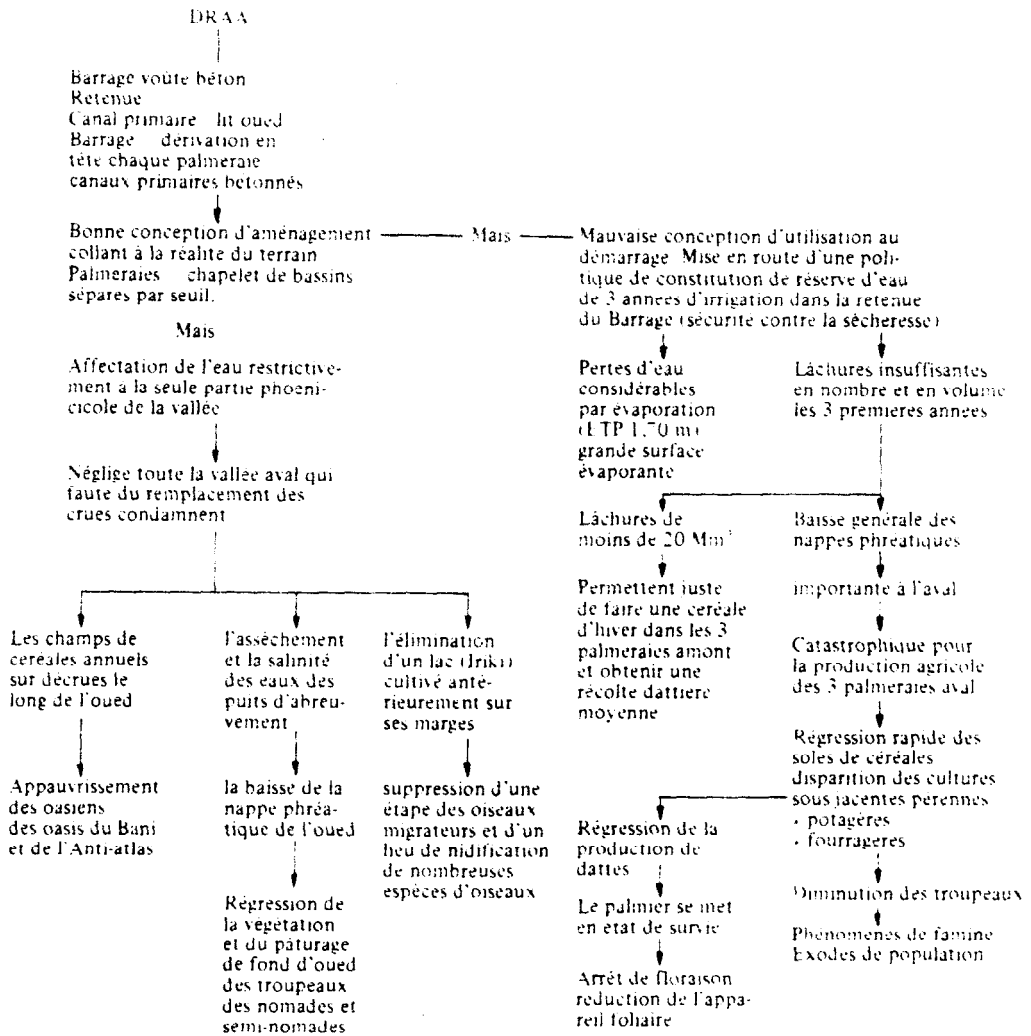 DRAA
Barrage voûte béton
Retenue
Canal primaire lit oued
Barrage dérivation en
tête chaque palmeraie
canaux primaires bétonnés
Bonne conception d'aménagement
collant à la réalité du terrain
Palmeraies chapelet de bassins
séparés par seuil.
Mais
Mauvaise conception d'utilisation au
démarrage Mise en route d'une poli-
tique de constitution de réserve d'eau
de 3 années d'irrigation dans la retenue
du Barrage (sécurité contre la sècheresse)
Mais
Affectation de l'eau restrictive-
ment à la seule partie phoeni-
cicole de la vallée
Néglige toute la vallée aval qui
faute du remplacement des
crues condamnent
Les champs de
céréales annuels
sur décrues le
long de l'oued
Appauvrissement
des oasiens
des oasis du Bani
et de l'Anti-atlas
l'assèchement
et la salinité
des eaux des
puits d'abreu-
vement
la baisse de la
nappe phréa-
tique de l'oued
Régression de
la végétation
et du pâturage
de fond d'oued
des troupeaux
des nomades et
semi-nomades
l'élimination
d'un lac (Iriki)
cultivé anté-
rieurement sur
ses marges
suppression d'une
étape des oiseaux
migrateurs et d'un
lieu de nidification
de nombreuses
espèces d'oiseaux
Pertes d'eau
considérables
par évaporation
(ETP 1,70 m)
grande surface
évaporante
Lâchures insuffisantes
en nombre et en volume
les 3 premières années
Lâchures de
moins de 20 Mm³
Permettent juste
de faire une céreale
d'hiver dans les 3
palmeraies amont
et obtenir une
récolte dattière
moyenne
Baisse générale des
nappes phréatiques
importante à l'aval
Catastrophique pour
la production agricole
des 3 palmeraies aval
Régression rapide des
soles de céréales
disparition des cultures
sous jacentes pérennes
• potagères
• fourragères
Régression de la
production de
dattes
Le palmier se met
en etat de survie
Arrêt de floraison
reduction de l'appa-
reil foliaire
Diminution des troupeaux
Phénomènes de famine
Exodes de population